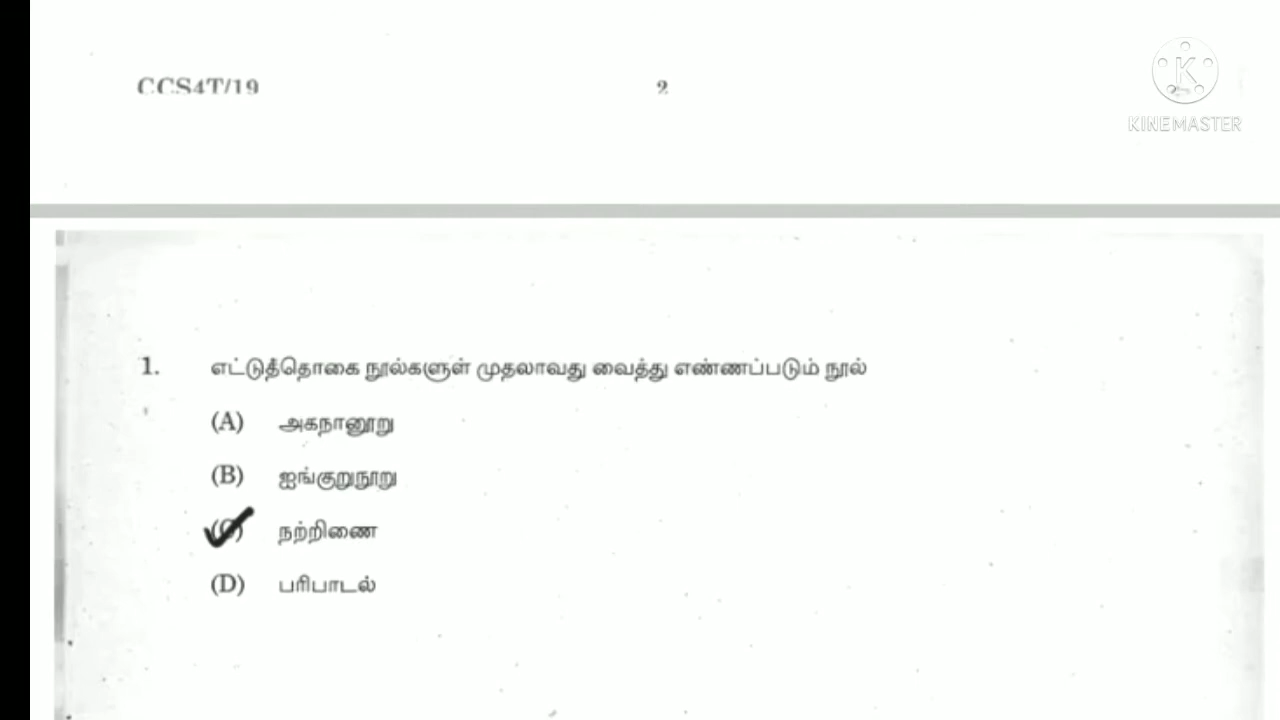 CCS4T/19
2
KINEMASTER
1. எட்டுத்தொகை நூல்களுள் முதலாவது வைத்து எண்ணப்படும் நூல்
(A) அகநானூறு
(B) ஐங்குறுநூறு
(C) நற்றிணை
(D) பரிபாடல்